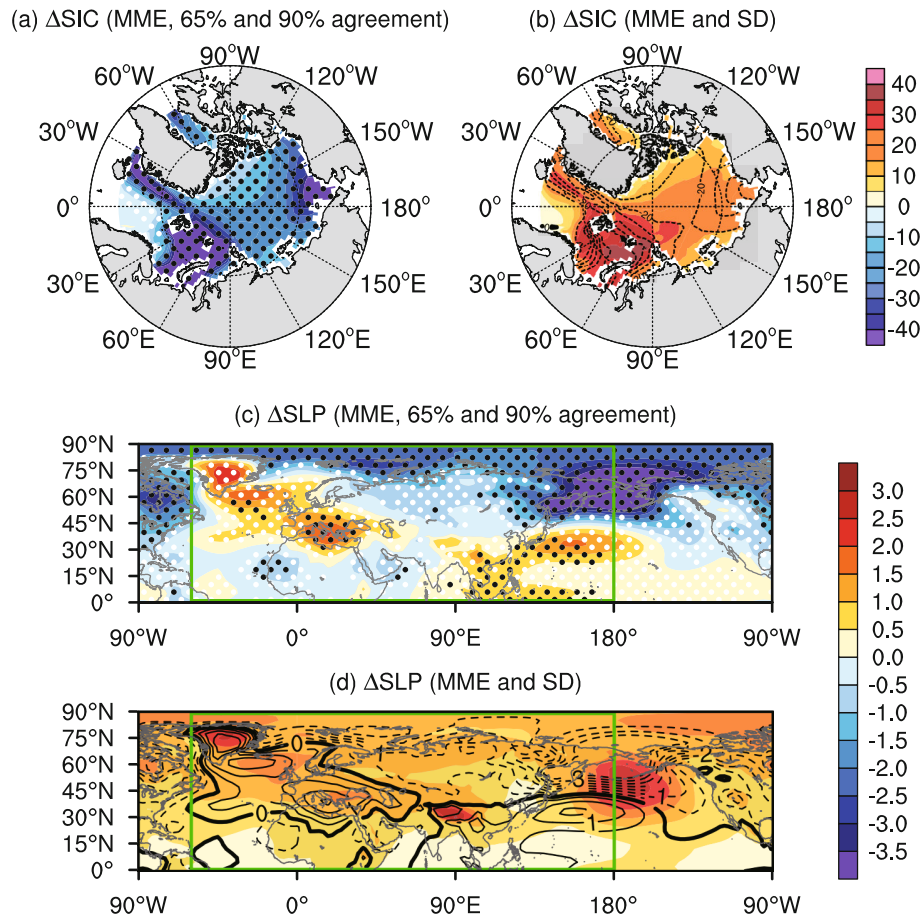 (a) ΔSIC (MME, 65% and 90% agreement)
(b) ΔSIC (MME and SD)
90°W
60°W 120°W
30°W 150°W
0° 180°
30°E 150°E
60°E 120°E
90°E
90°W
60°W 120°W
30°W 150°W
0° 180°
30°E 150°E
60°E 120°E
90°E
-20
40
30
20
10
0
-10
-20
-30
-40
(c) ΔSLP (MME, 65% and 90% agreement)
90°N
75°N
60°N
45°N
30°N
15°N
0°
90°W 0° 90°E 180° 90°W
(d) ΔSLP (MME and SD)
90°N
75°N
60°N
45°N
30°N
15°N
0°
0 1 1 2
3 1
0 1
90°W 0° 90°E 180° 90°W
3.0
2.5
2.0
1.5
1.0
0.5
0.0
-0.5
-1.0
-1.5
-2.0
-2.5
-3.0
-3.5